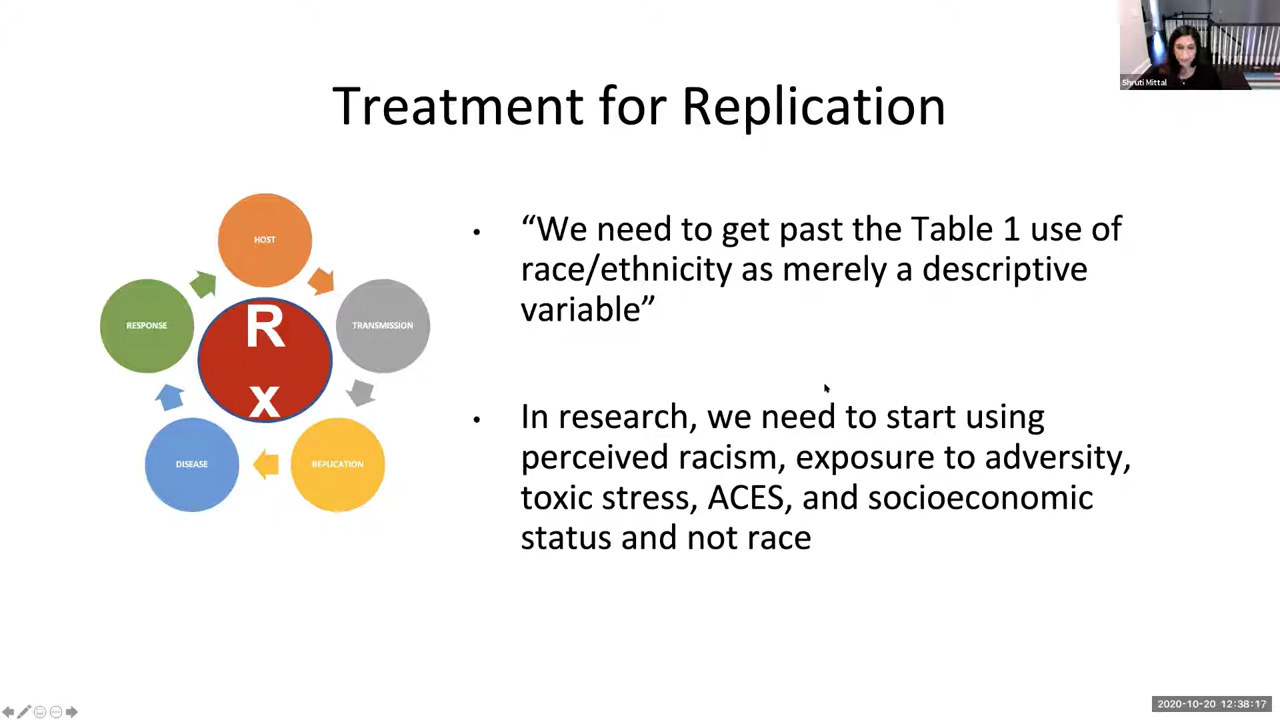 Shruti Mittal
Treatment for Replication
HOST
RESPONSE
R
x
TRANSMISSION
DISEASE
REPLICATION
• “We need to get past the Table 1 use of
race/ethnicity as merely a descriptive
variable”
• In research, we need to start using
perceived racism, exposure to adversity,
toxic stress, ACES, and socioeconomic
status and not race
2020-10-20 12:38:17